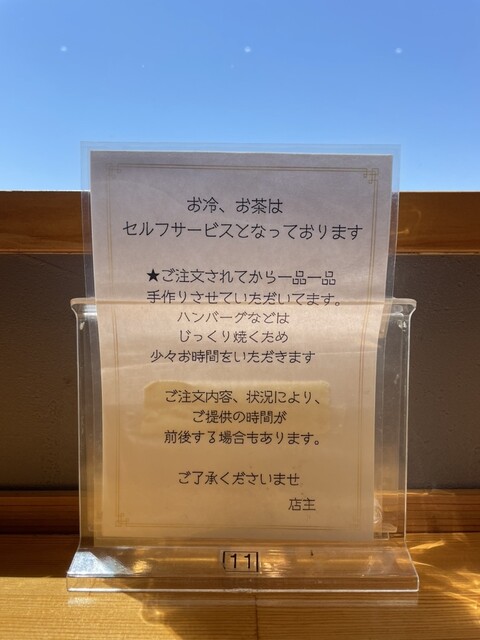 お冷、お茶は
セルフサービスとなっております
★ご注文されてから一品一品
手作りさせていただいてます。
ハンバーグなどは
じっくり焼くため
少々お時間をいただきます
ご注文内容、状況により、
ご提供の時間が
前後する場合もあります。
ご了承くださいませ
店主
11